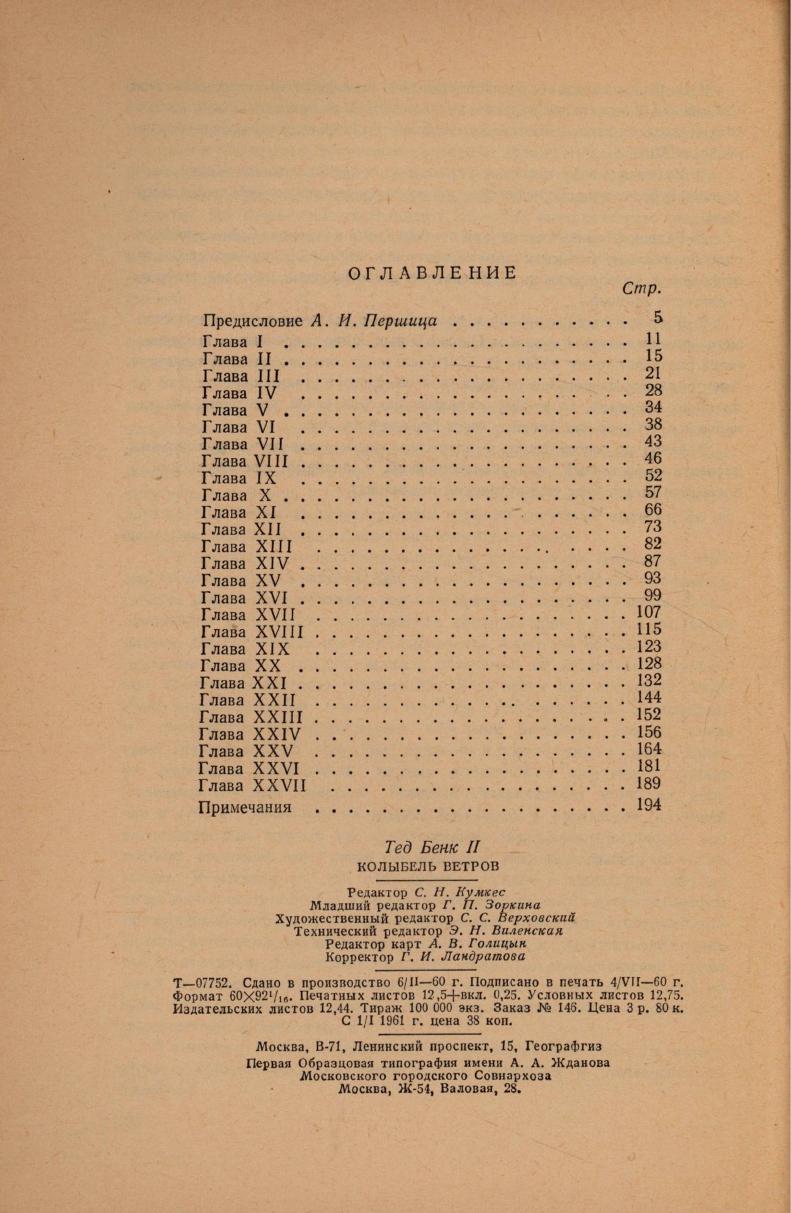 ОГЛАВЛЕНИЕ
Стр.
Предисловие А. И. Першица . . . . . . . . . . . 5
Глава I . . . . . . . . . . . . . . . . . . . . . 11
Глава II . . . . . . . . . . . . . . . . . . . . . 15
Глава III . . . . . . . . . . . . . . . . . . . . 21
Глава IV . . . . . . . . . . . . . . . . . . . . 28
Глава V . . . . . . . . . . . . . . . . . . . . . 34
Глава VI . . . . . . . . . . . . . . . . . . . . 38
Глава VII . . . . . . . . . . . . . . . . . . . . 43
Глава VIII . . . . . . . . . . . . . . . . . . . . 46
Глава IX . . . . . . . . . . . . . . . . . . . . 52
Глава X . . . . . . . . . . . . . . . . . . . . . 57
Глава XI . . . . . . . . . . . . . . . . . . . . 66
Глава XII . . . . . . . . . . . . . . . . . . . . 73
Глава XIII . . . . . . . . . . . . . . . . . . . 82
Глава XIV . . . . . . . . . . . . . . . . . . . . 87
Глава XV . . . . . . . . . . . . . . . . . . . . 93
Глава XVI . . . . . . . . . . . . . . . . . . . . 99
Глава XVII . . . . . . . . . . . . . . . . . . . 107
Глава XVIII . . . . . . . . . . . . . . . . . . . 115
Глава XIX . . . . . . . . . . . . . . . . . . . 123
Глава XX . . . . . . . . . . . . . . . . . . . . 128
Глава XXI . . . . . . . . . . . . . . . . . . . . 132
Глава XXII . . . . . . . . . . . . . . . . . . . 144
Глава XXIII . . . . . . . . . . . . . . . . . . . 152
Глава XXIV . . . . . . . . . . . . . . . . . . . 156
Глава XXV . . . . . . . . . . . . . . . . . . . 164
Глава XXVI . . . . . . . . . . . . . . . . . . . 181
Глава XXVII . . . . . . . . . . . . . . . . . . 189
Примечания . . . . . . . . . . . . . . . . . . . 194
Тед Бенк II
КОЛЫБЕЛЬ ВЕТРОВ
Редактор С. Н. Кумкес
Младший редактор Г. П. Зоркина
Художественный редактор С. С. Верховский
Технический редактор Э. Н. Виленская
Редактор карт А. В. Голицын
Корректор Г. И. Ландратова
Т—07752. Сдано в производство 6/II—60 г. Подписано в печать 4/VII—60 г.
Формат 60×92¹/₁₆. Печатных листов 12,5+вкл. 0,25. Условных листов 12,75.
Издательских листов 12,44. Тираж 100 000 экз. Заказ № 146. Цена 3 р. 80 к.
С 1/I 1961 г. цена 38 коп.
Москва, В-71, Ленинский проспект, 15, Географгиз
Первая Образцовая типография имени А. А. Жданова
Московского городского Совнархоза
Москва, Ж-54, Валовая, 28.